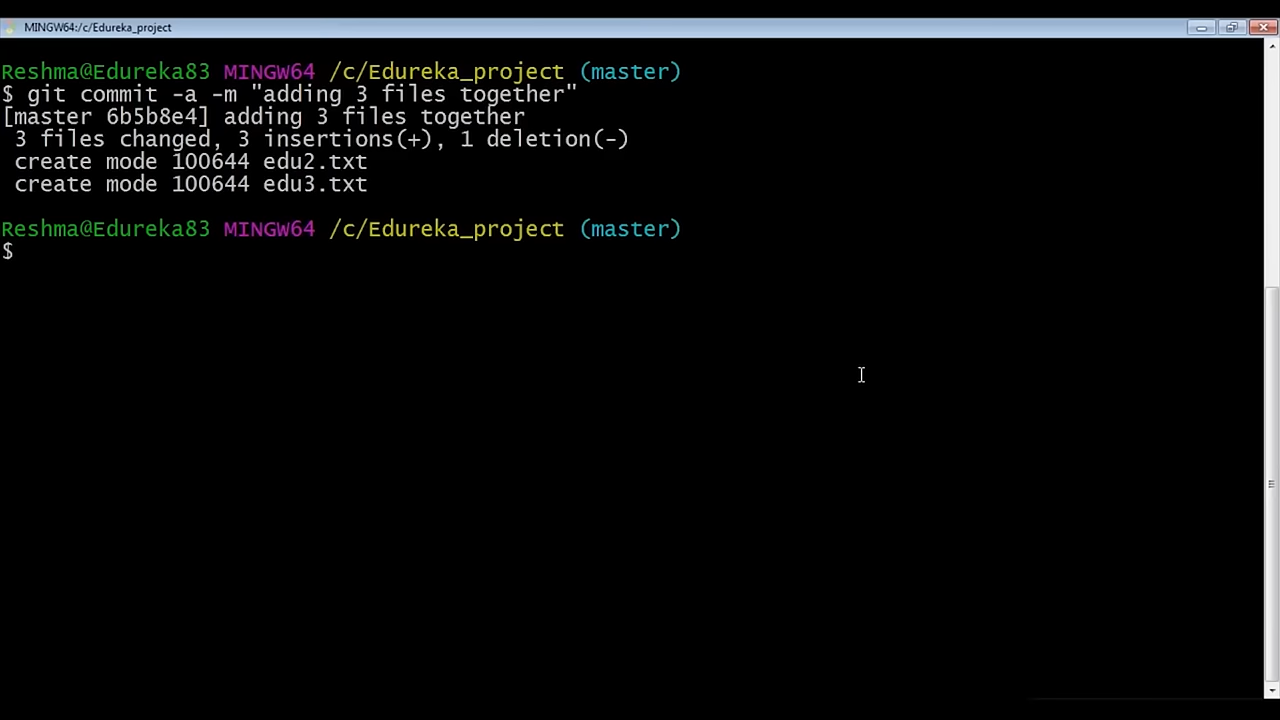 MINGW64:/c/Edureka_project
Reshma@Edureka83 MINGW64 /c/Edureka_project (master)
$ git commit -a -m "adding 3 files together"
[master 6b5b8e4] adding 3 files together
 3 files changed, 3 insertions(+), 1 deletion(-)
 create mode 100644 edu2.txt
 create mode 100644 edu3.txt
Reshma@Edureka83 MINGW64 /c/Edureka_project (master)
$